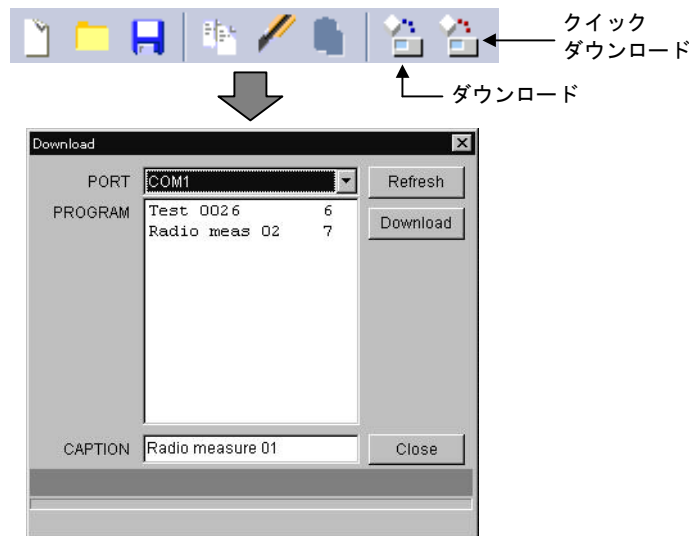 クイック
ダウンロード
ダウンロード
Download
PORT COM1 Refresh
PROGRAM Test 0026 6 Download
Radio meas 02 7
CAPTION Radio measure 01 Close